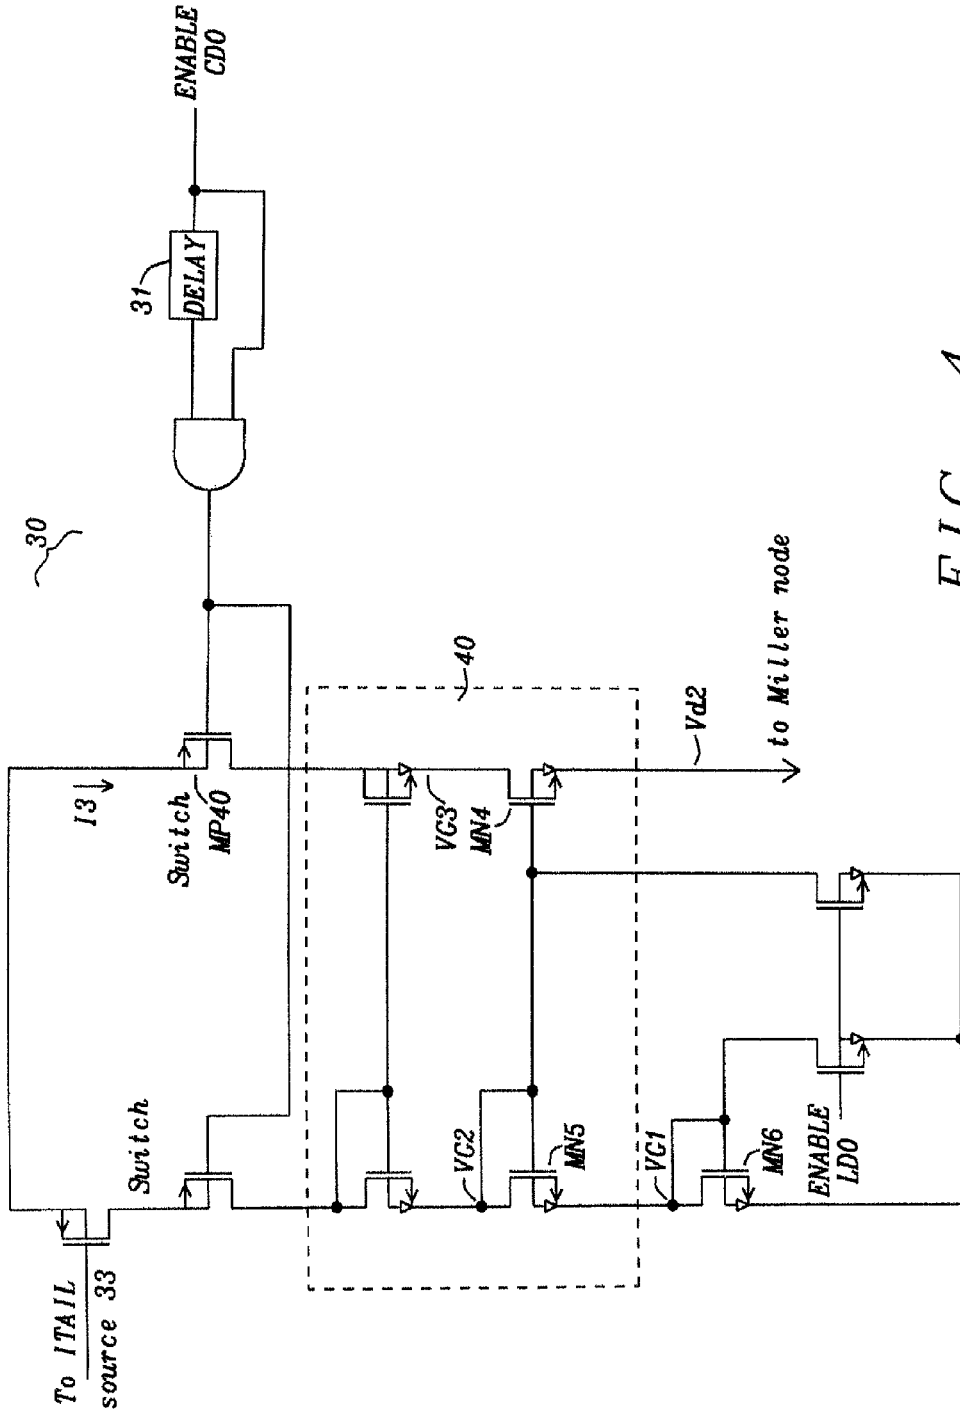 To ITAIL
source 33
Switch
I3
Switch
MP40
30
31
DELAY
ENABLE
CDO
40
VG3
MN4
VG2
MN5
Vd2
to Miller node
VG1
MN6
ENABLE
LDO